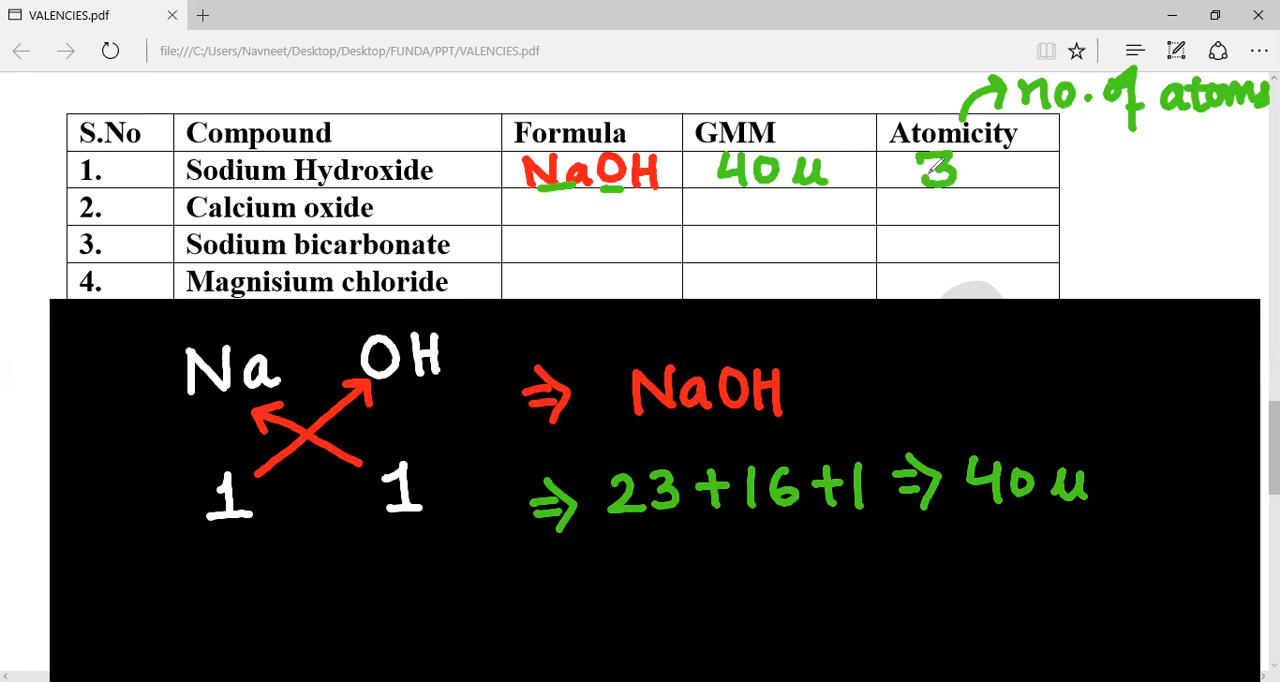 VALENCIES.pdf
file:///C:/Users/Navneet/Desktop/Desktop/FUNDA/PPT/VALENCIES.pdf
no. of atoms
S.No Compound Formula GMM Atomicity
1. Sodium Hydroxide NaOH 40 u 3
2. Calcium oxide
3. Sodium bicarbonate
4. Magnisium chloride
Na OH ⇒ NaOH
1 1 ⇒ 23+16+1 ⇒ 40 u